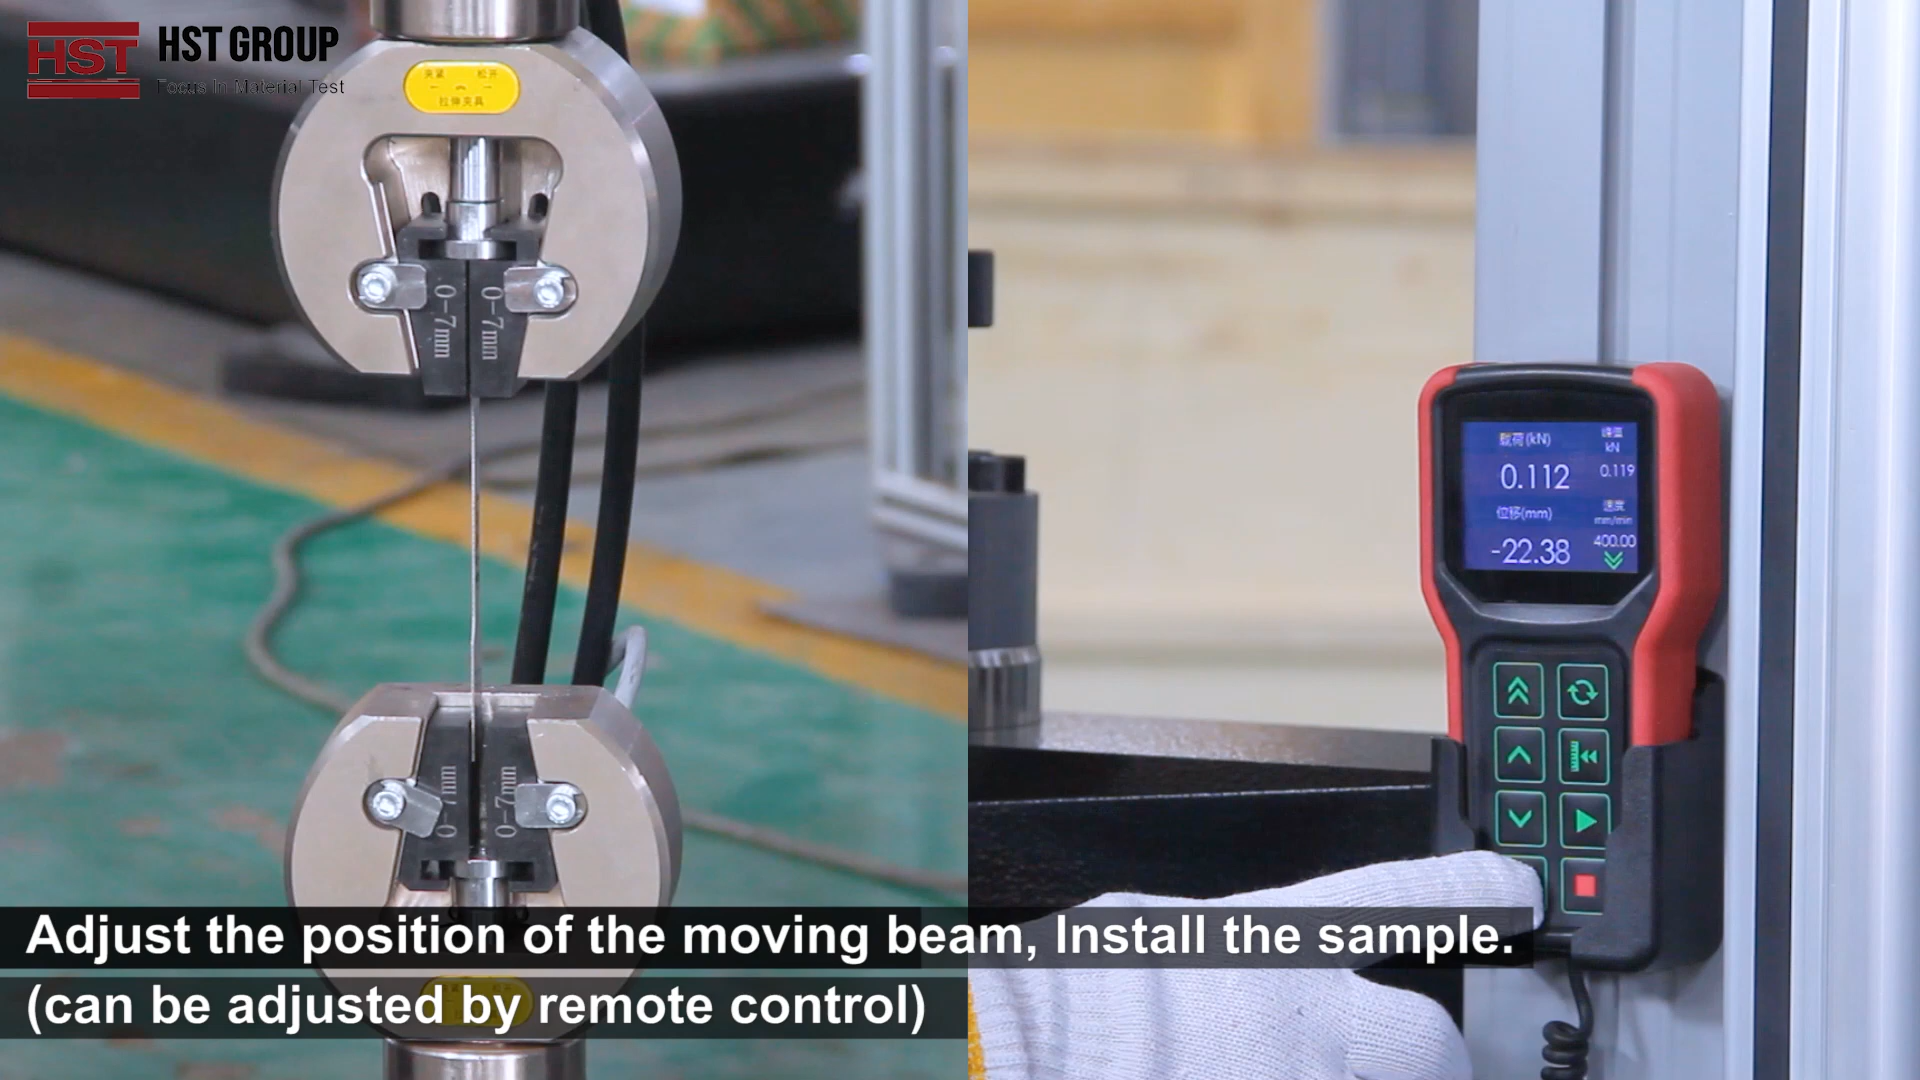 HST
HST GROUP
Focus In Material Test
夹紧 松开
拉伸夹具
0-7mm
0-7mm
0-7mm
0-7mm
载荷(kN)
峰值
kN
0.112
0.119
位移(mm)
速度
mm/min
-22.38
400.00
Adjust the position of the moving beam, Install the sample.
(can be adjusted by remote control)